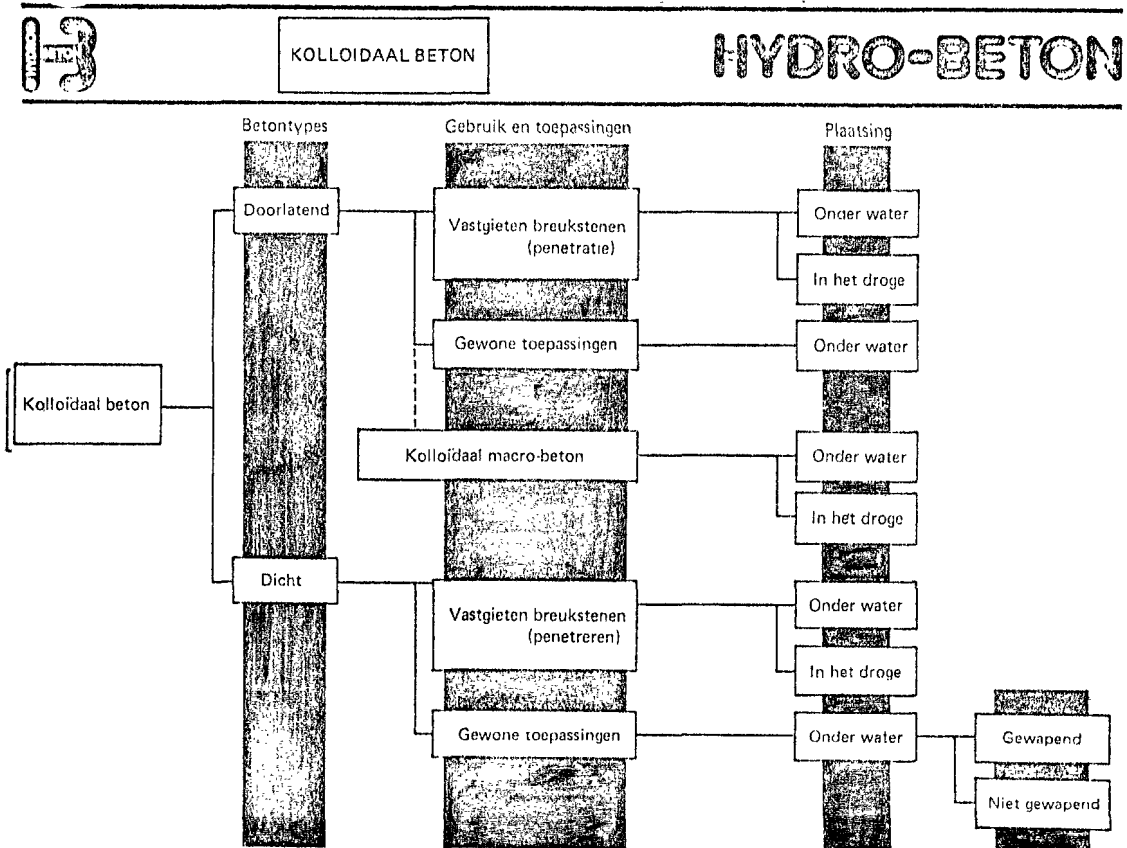 KOLLOIDAAL BETON
HYDRO-BETON
Betontypes
Gebruik en toepassingen
Plaatsing
Doorlatend
Vastgieten breukstenen
(penetratie)
Onder water
In het droge
Gewone toepassingen
Onder water
Kolloïdaal beton
Kolloïdaal macro-beton
Onder water
In het droge
Dicht
Vastgieten breukstenen
(penetreren)
Onder water
In het droge
Gewone toepassingen
Onder water
Gewapend
Niet gewapend